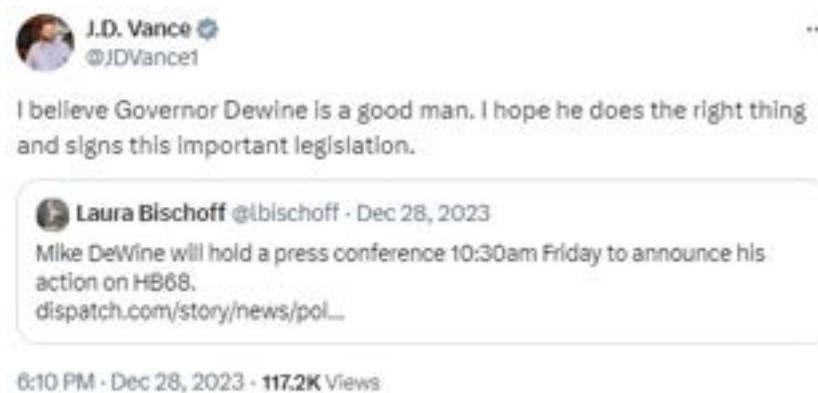 J.D. Vance
@JDVance1
I believe Governor Dewine is a good man. I hope he does the right thing
and signs this important legislation.
Laura Bischoff @lbischoff · Dec 28, 2023
Mike DeWine will hold a press conference 10:30am Friday to announce his
action on HB68.
dispatch.com/story/news/pol...
6:10 PM · Dec 28, 2023 · 117.2K Views